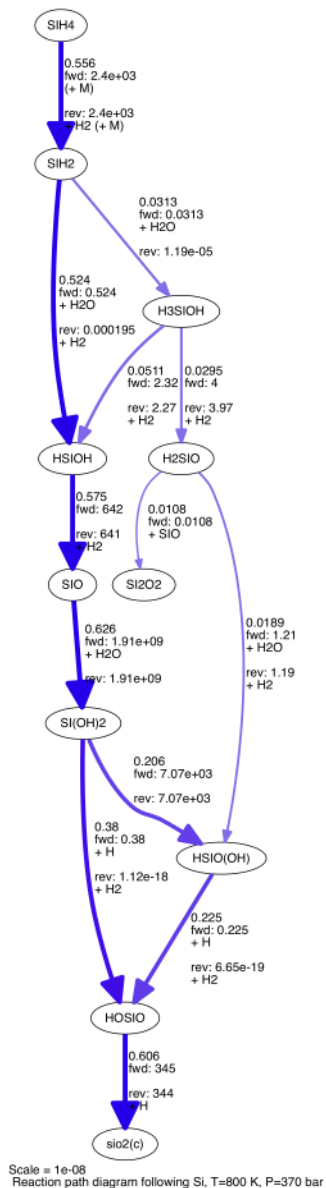 SIH4
0.556
fwd: 2.4e+03
(+ M)
rev: 2.4e+03
+ H2 (+ M)
SIH2
0.0313
fwd: 0.0313
+ H2O
rev: 1.19e-05
0.524
fwd: 0.524
+ H2O
rev: 0.000195
+ H2
H3SIOH
0.0511
fwd: 2.32
rev: 2.27
+ H2
0.0295
fwd: 4
rev: 3.97
+ H2
HSIOH
H2SIO
0.575
fwd: 642
rev: 641
+ H2
0.0108
fwd: 0.0108
+ SIO
SIO
SI2O2
0.0189
fwd: 1.21
+ H2O
rev: 1.19
+ H2
0.626
fwd: 1.91e+09
+ H2O
rev: 1.91e+09
SI(OH)2
0.206
fwd: 7.07e+03
rev: 7.07e+03
0.38
fwd: 0.38
+ H
rev: 1.12e-18
+ H2
HSIO(OH)
0.225
fwd: 0.225
+ H
rev: 6.65e-19
+ H2
HOSIO
0.606
fwd: 345
rev: 344
+ H
sio2(c)
Scale = 1e-08
Reaction path diagram following Si, T=800 K, P=370 bar